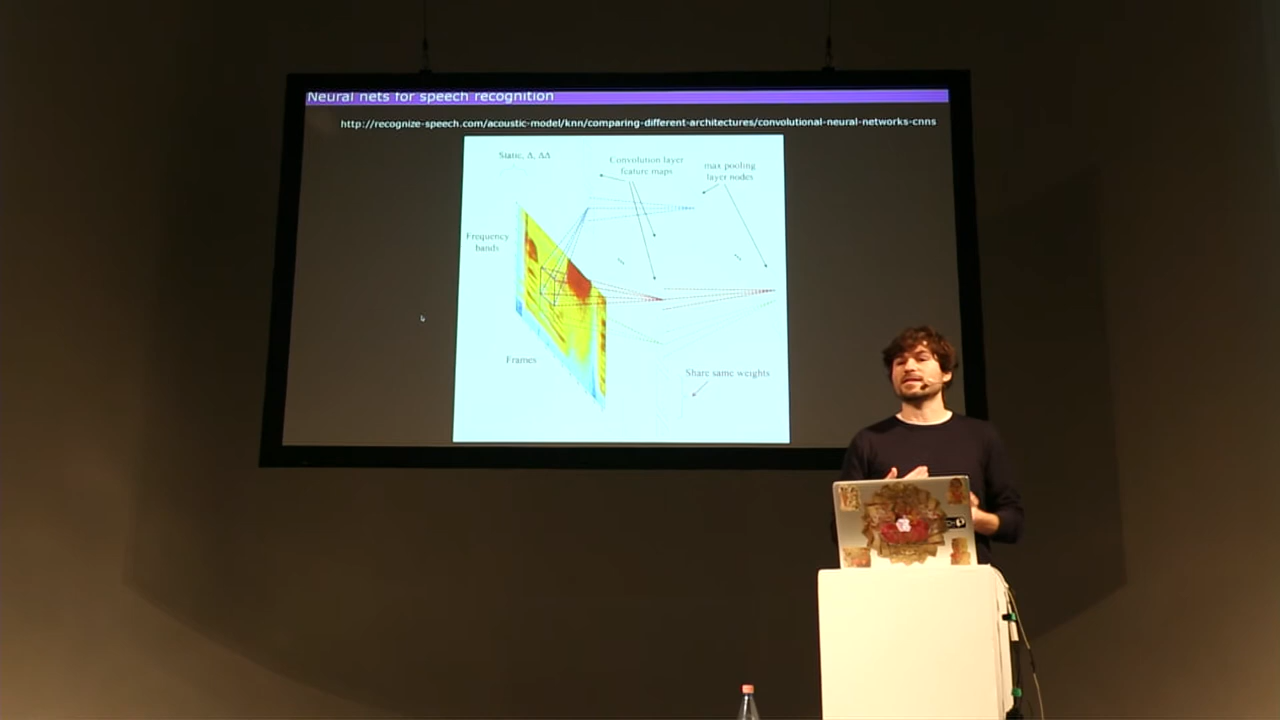 Neural nets for speech recognition
http://recognize-speech.com/acoustic-model/knn/comparing-different-architectures/convolutional-neural-networks-cnns
Static, Δ, ΔΔ
Convolution layer
feature maps
max pooling
layer nodes
Frequency
bands
...
...
Frames
Share same weights